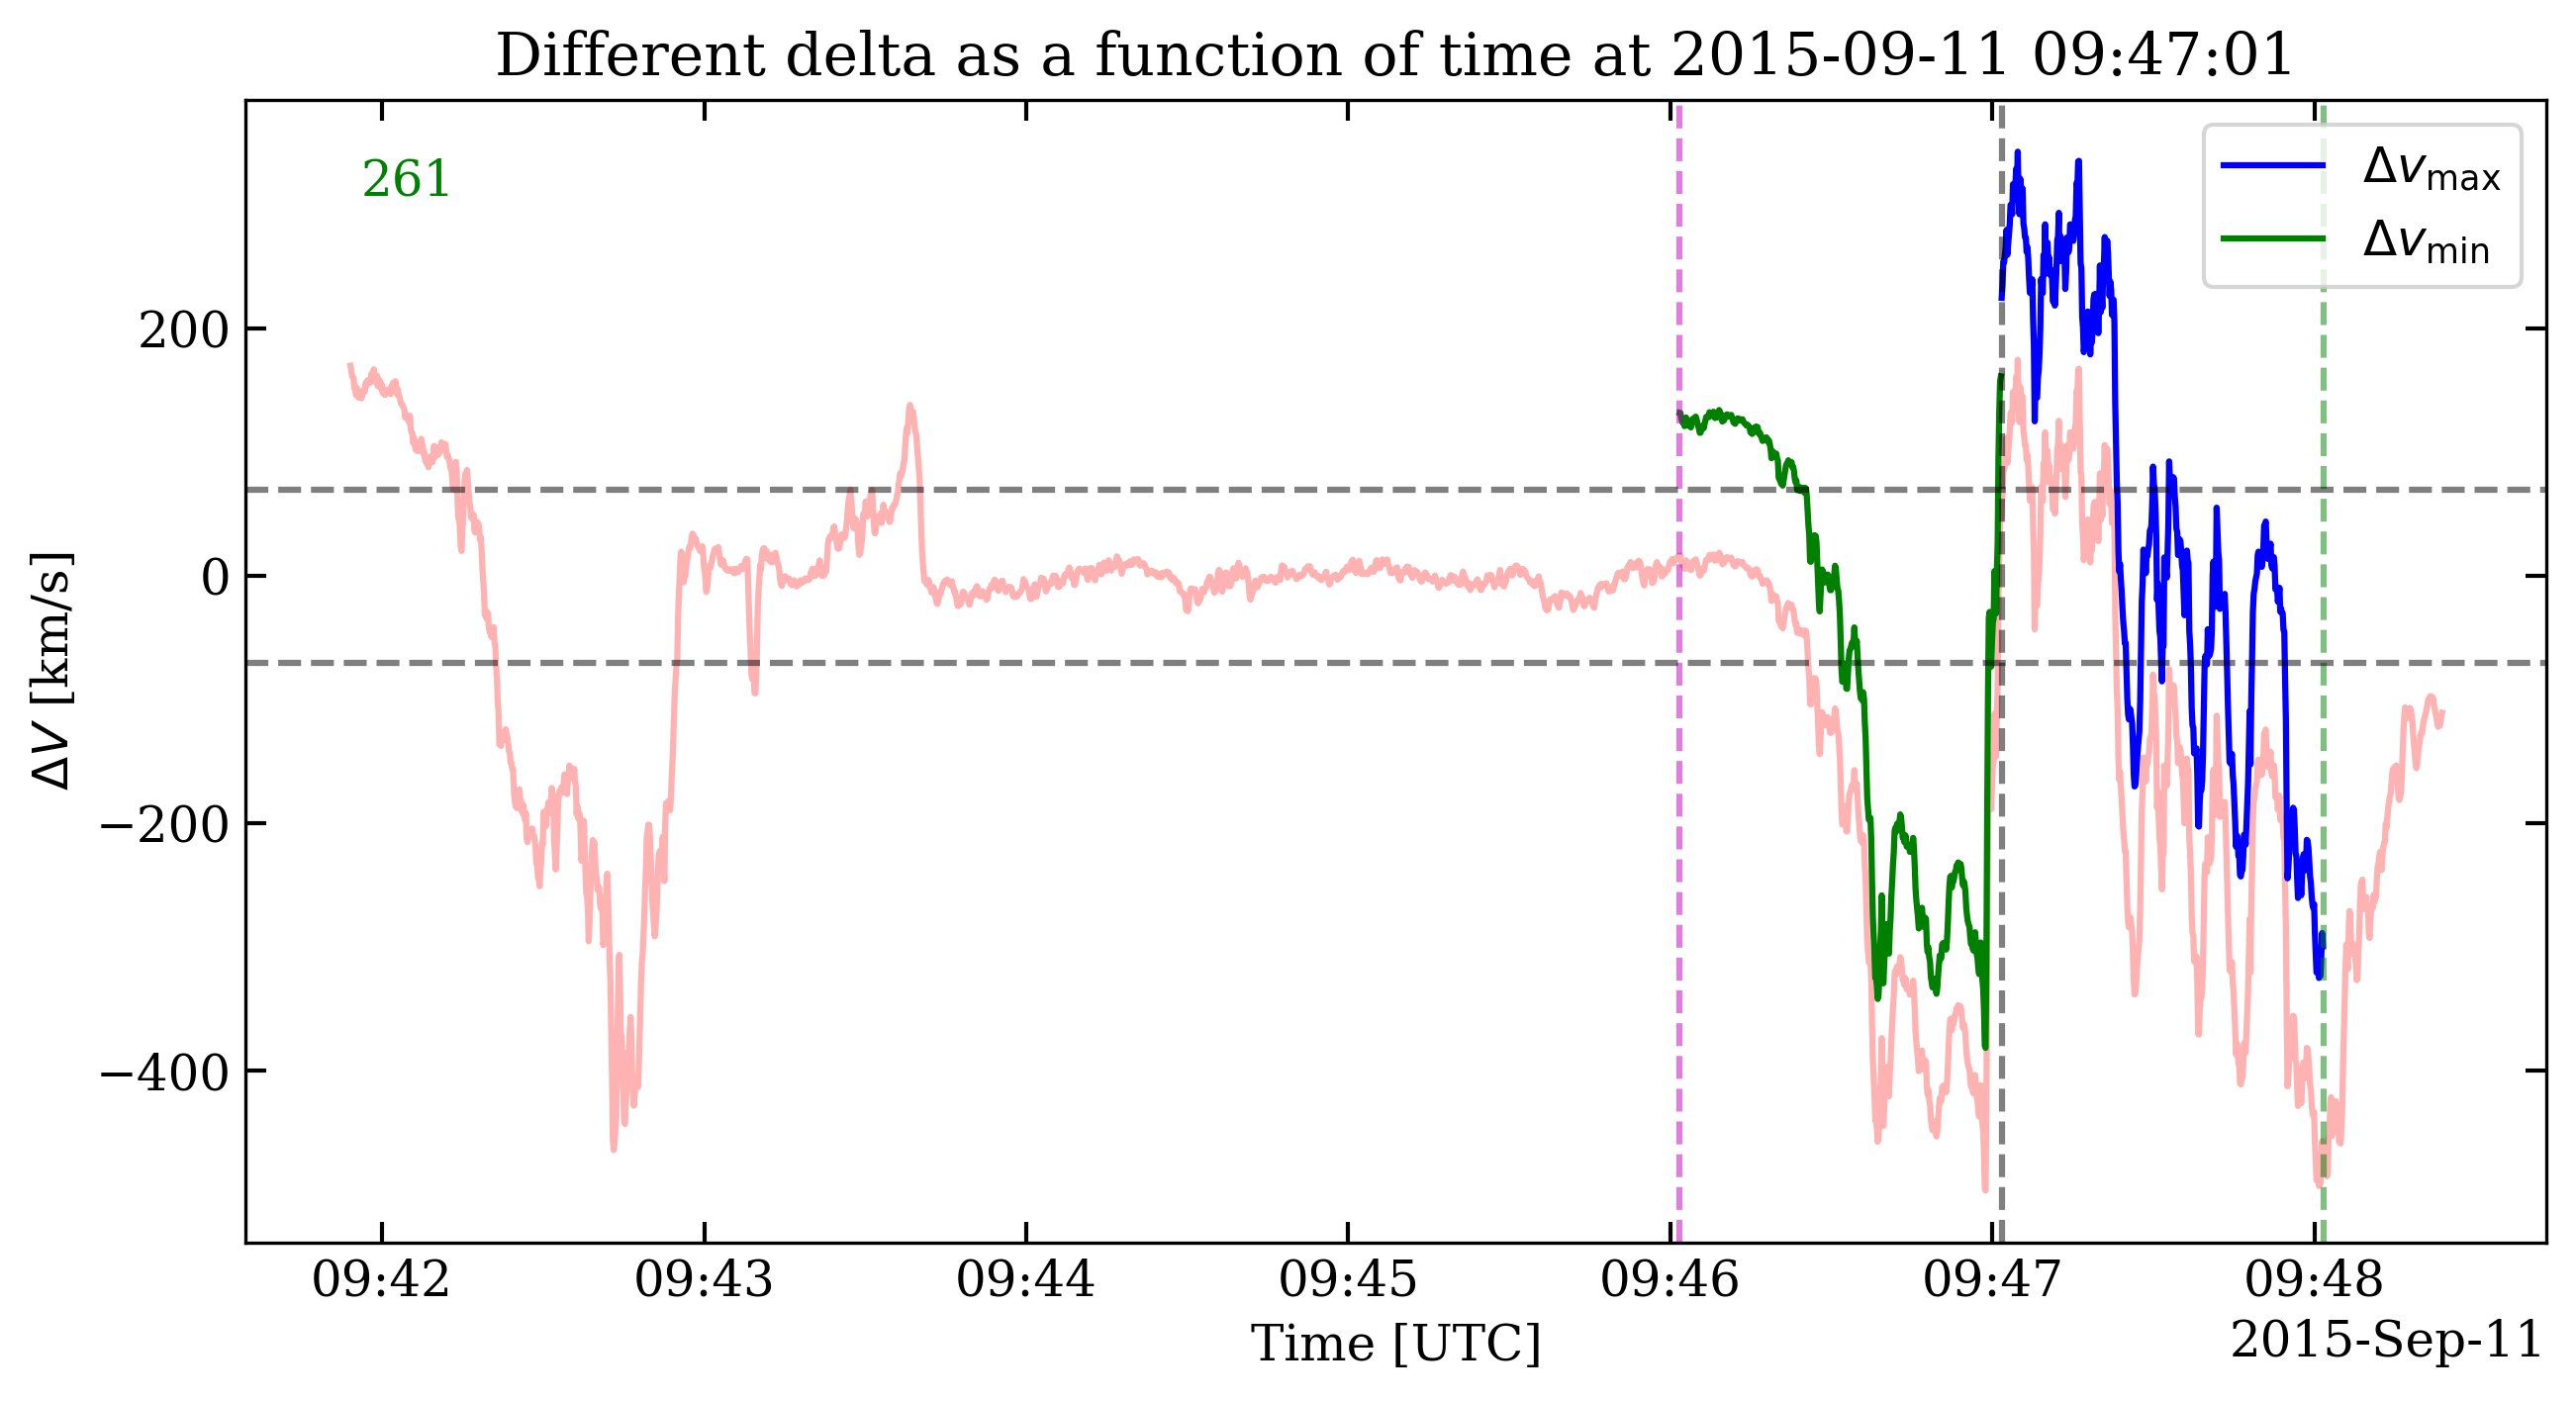 Different delta as a function of time at 2015-09-11 09:47:01
261
Δv_max
Δv_min
200
0
−200
−400
ΔV [km/s]
09:42 09:43 09:44 09:45 09:46 09:47 09:48
Time [UTC]
2015-Sep-11